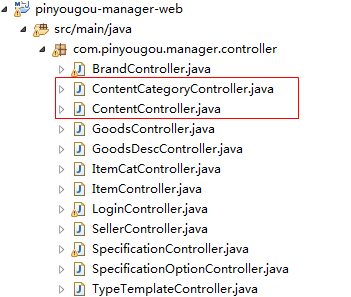 pinyougou-manager-web
src/main/java
com.pinyougou.manager.controller
BrandController.java
ContentCategoryController.java
ContentController.java
GoodsController.java
GoodsDescController.java
ItemCatController.java
ItemController.java
LoginController.java
SellerController.java
SpecificationController.java
SpecificationOptionController.java
TypeTemplateController.java